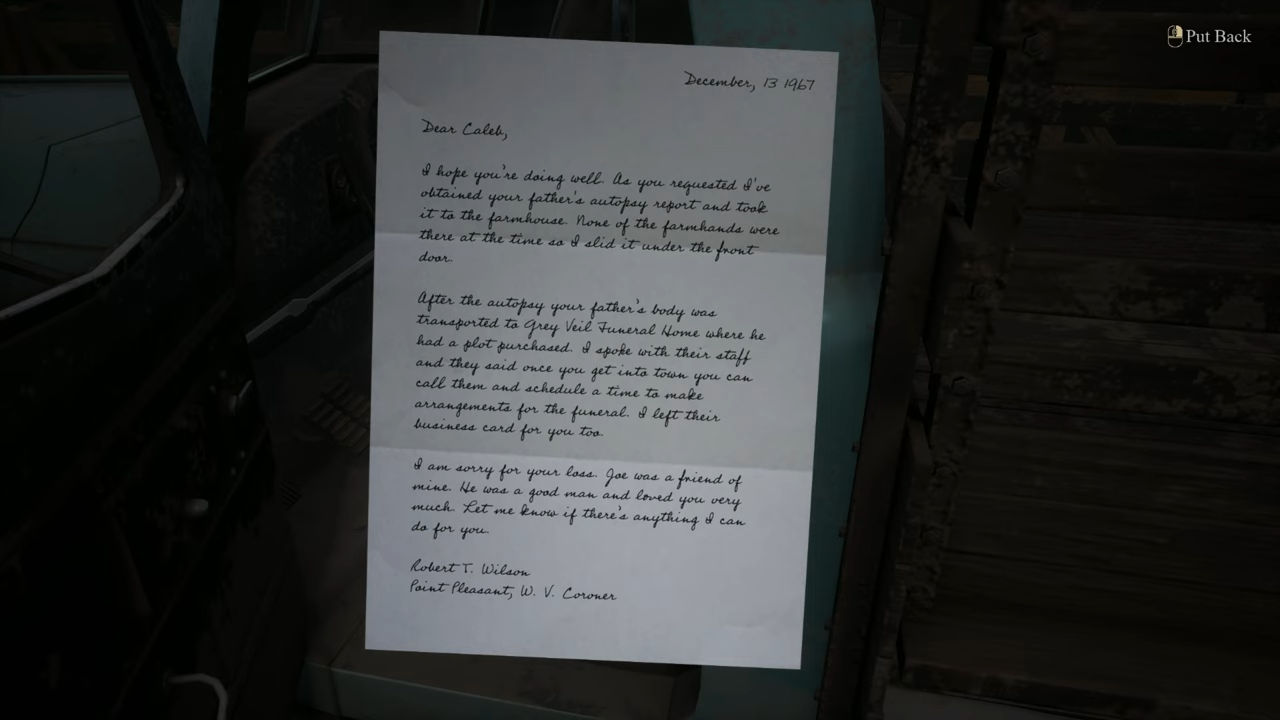 Put Back
December, 13 1967
Dear Caleb,
I hope you're doing well. As you requested I've
obtained your father's autopsy report and took
it to the farmhouse. None of the farmhands were
there at the time so I slid it under the front
door.
After the autopsy your father's body was
transported to Grey Veil Funeral Home where he
had a plot purchased. I spoke with their staff
and they said once you get into town you can
call them and schedule a time to make
arrangements for the funeral. I left their
business card for you too.
I am sorry for your loss. Joe was a friend of
mine. He was a good man and loved you very
much. Let me know if there's anything I can
do for you.
Robert T. Wilson
Point Pleasant, W. V. Coroner